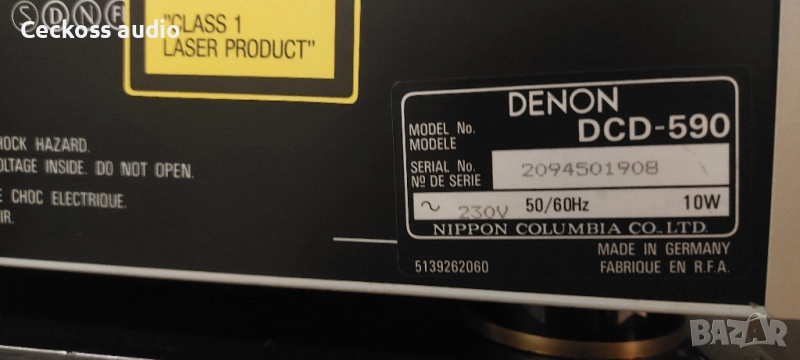 Ceckoss audio
S D N F
"CLASS 1
LASER PRODUCT"
HOCK HAZARD.
OLTAGE INSIDE. DO NOT OPEN.
E CHOC ELECTRIQUE.
IR.
DENON
MODEL No. DCD-590
MODELE
SERIAL No. 2094501908
Nº DE SERIE
~ 230V 50/60Hz 10W
NIPPON COLUMBIA CO., LTD.
MADE IN GERMANY
5139262060 FABRIQUE EN R.F.A.
BAZAR